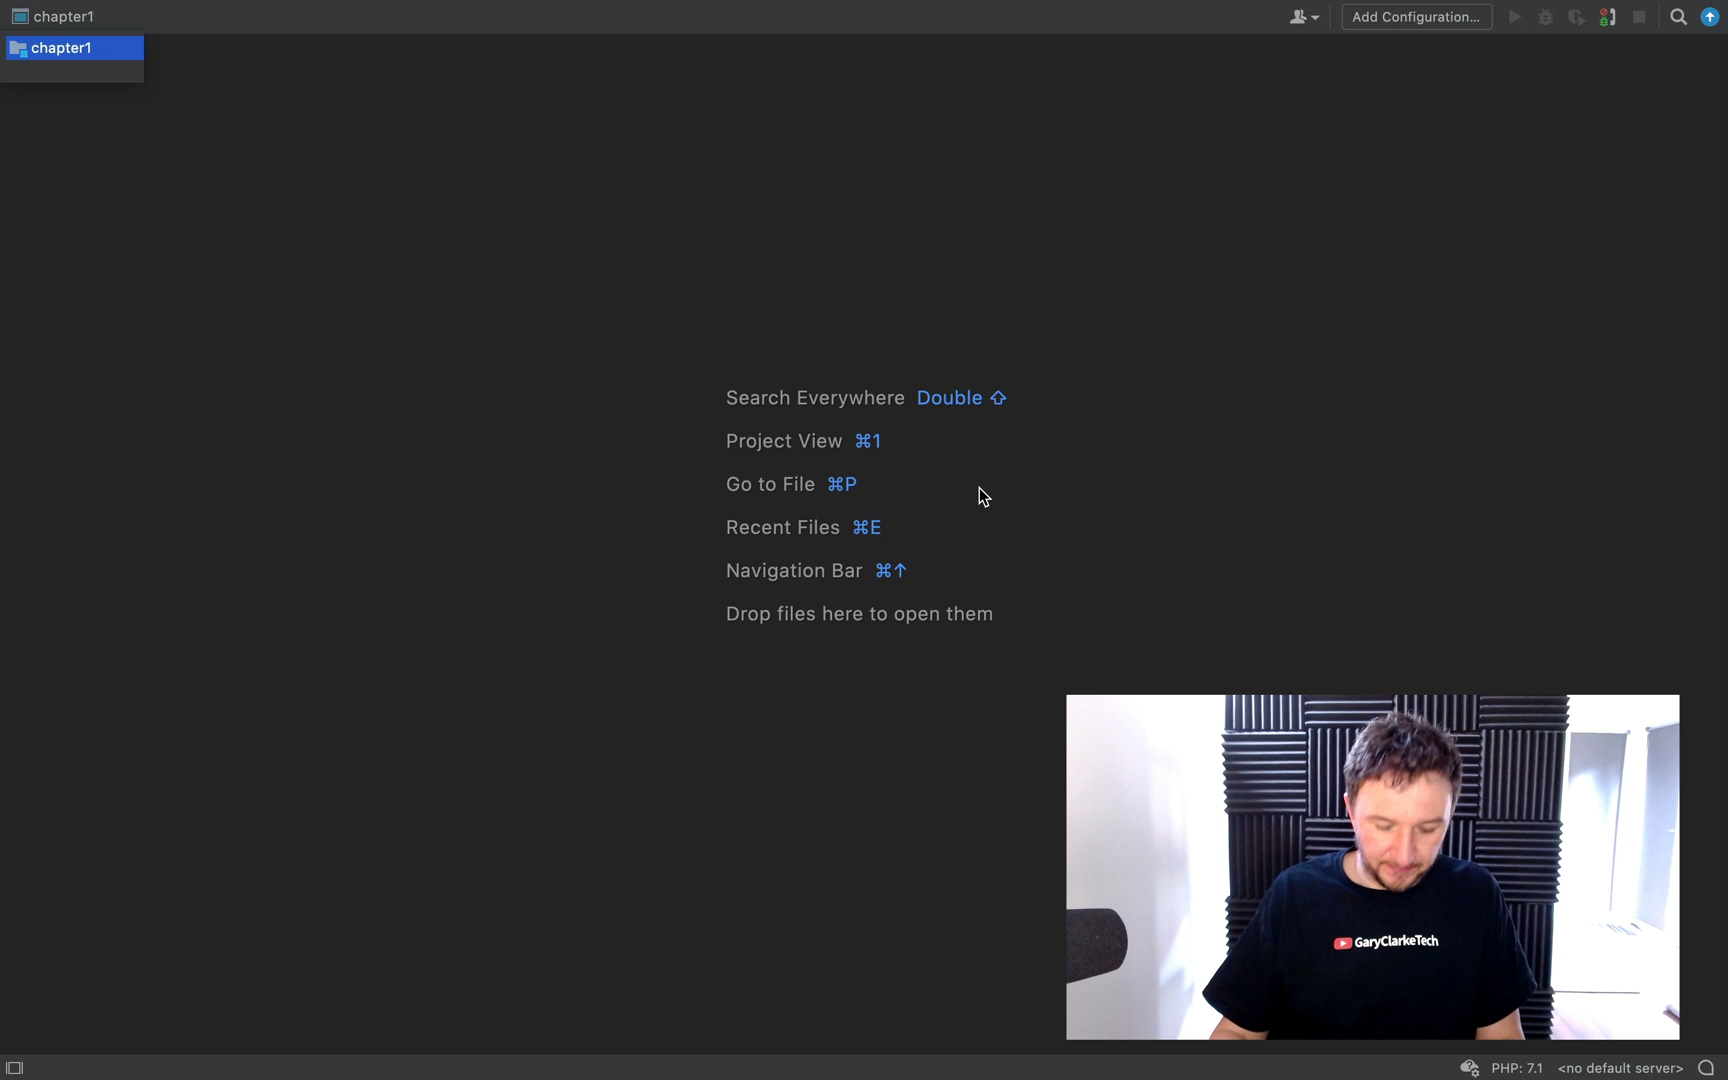 chapter1
Add Configuration...
chapter1
Search Everywhere Double ⇧
Project View ⌘1
Go to File ⌘P
Recent Files ⌘E
Navigation Bar ⌘↑
Drop files here to open them
GaryClarkeTech
PHP: 7.1 <no default server>